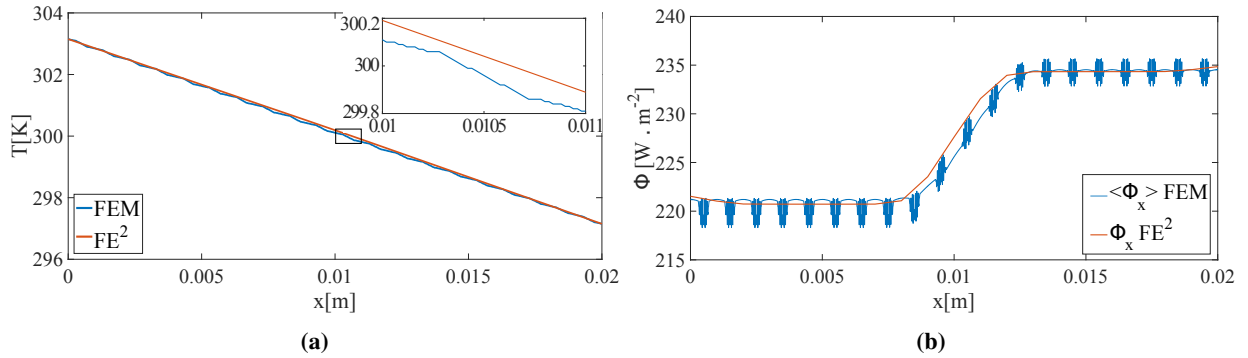 304
302
300
298
296
T[K]
0
0.005
0.01
0.015
0.02
x[m]
300.2
300
299.8
0.01
0.0105
0.011
FEM
FE²
(a)
240
235
230
225
220
215
Φ [W . m⁻²]
0
0.005
0.01
0.015
0.02
x[m]
<Φₓ> FEM
Φₓ FE²
(b)